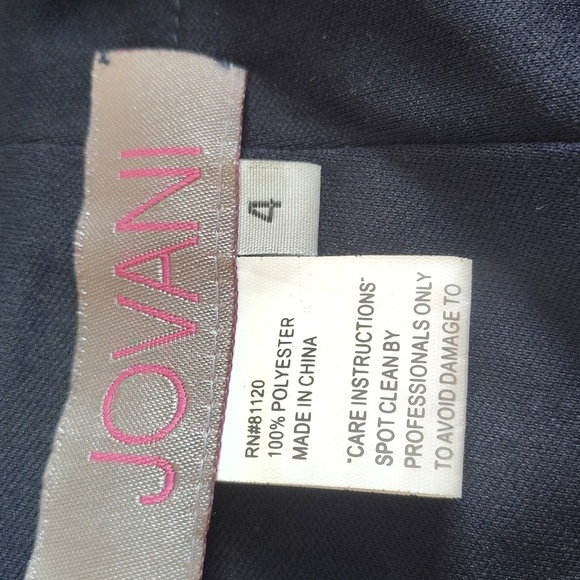 JOVANI
4
RN#81120
100% POLYESTER
MADE IN CHINA
"CARE INSTRUCTIONS"
SPOT CLEAN BY
PROFESSIONALS ONLY
TO AVOID DAMAGE TO